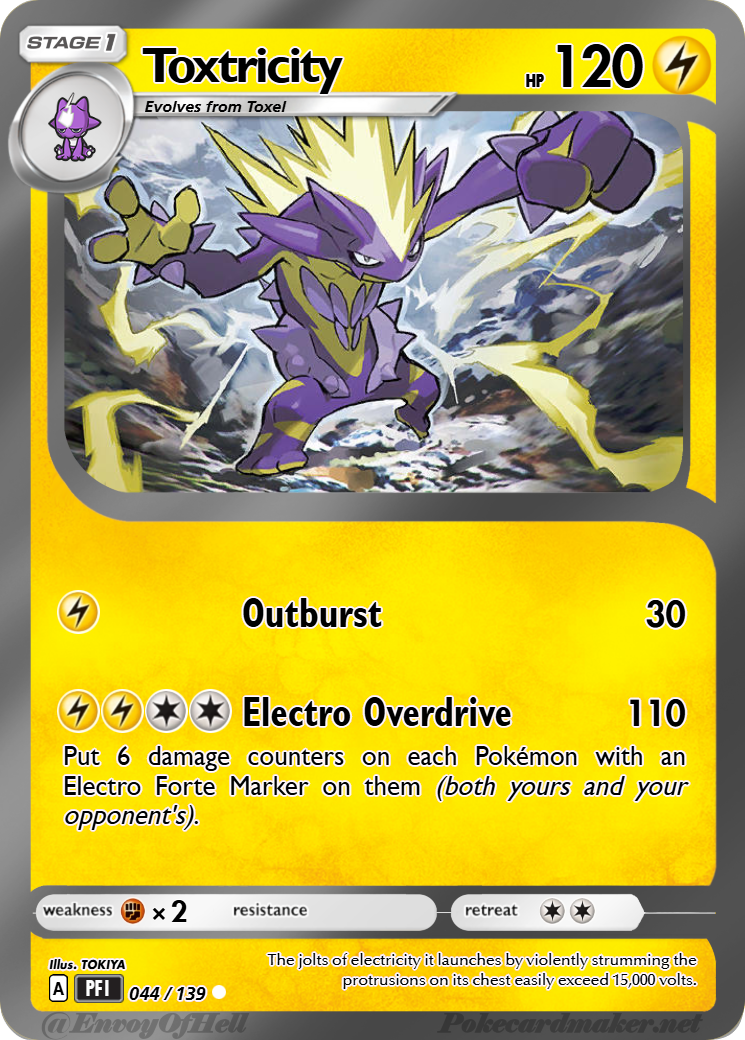 STAGE 1
Toxtricity
HP 120
Evolves from Toxel
Outburst 30
Electro Overdrive 110
Put 6 damage counters on each Pokémon with an
Electro Forte Marker on them (both yours and your
opponent's).
weakness × 2 resistance retreat
Illus. TOKIYA
A PFI 044 / 139
The jolts of electricity it launches by violently strumming the
protrusions on its chest easily exceed 15,000 volts.
@EnvoyOfHell Pokecardmaker.net